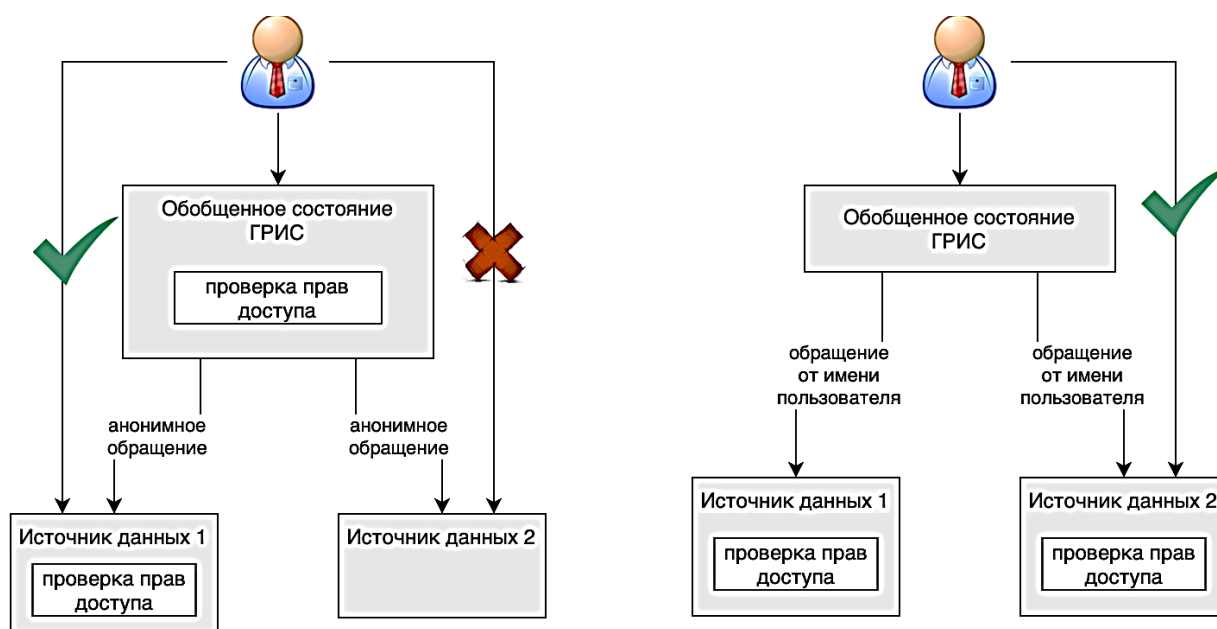 Обобщенное состояние
ГРИС
проверка прав
доступа
анонимное
обращение
анонимное
обращение
Источник данных 1
проверка прав
доступа
Источник данных 2
Обобщенное состояние
ГРИС
обращение
от имени
пользователя
обращение
от имени
пользователя
Источник данных 1
проверка прав
доступа
Источник данных 2
проверка прав
доступа